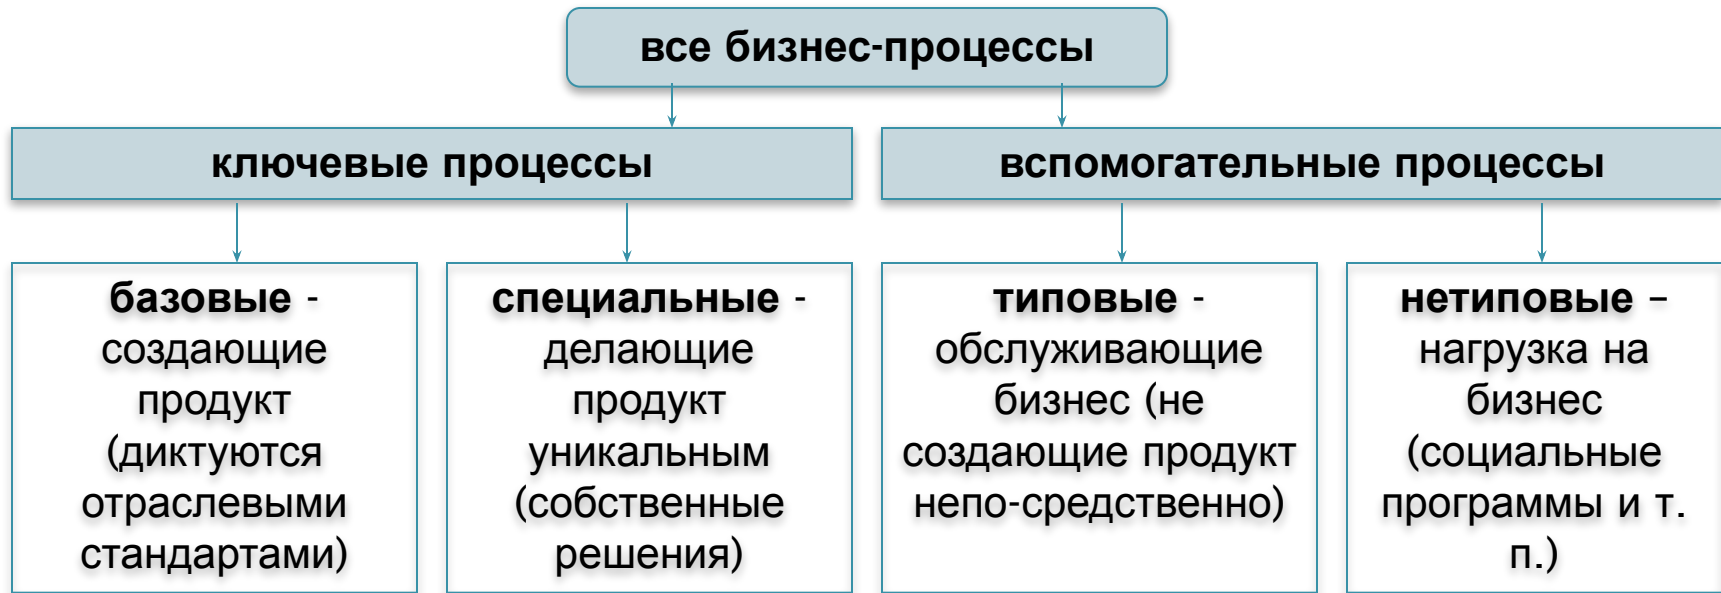 все бизнес-процессы
ключевые процессы
вспомогательные процессы
базовые -
создающие
продукт
(диктуются
отраслевыми
стандартами)
специальные -
делающие
продукт
уникальным
(собственные
решения)
типовые -
обслуживающие
бизнес (не
создающие продукт
непо-средственно)
нетиповые –
нагрузка на
бизнес
(социальные
программы и т.
п.)